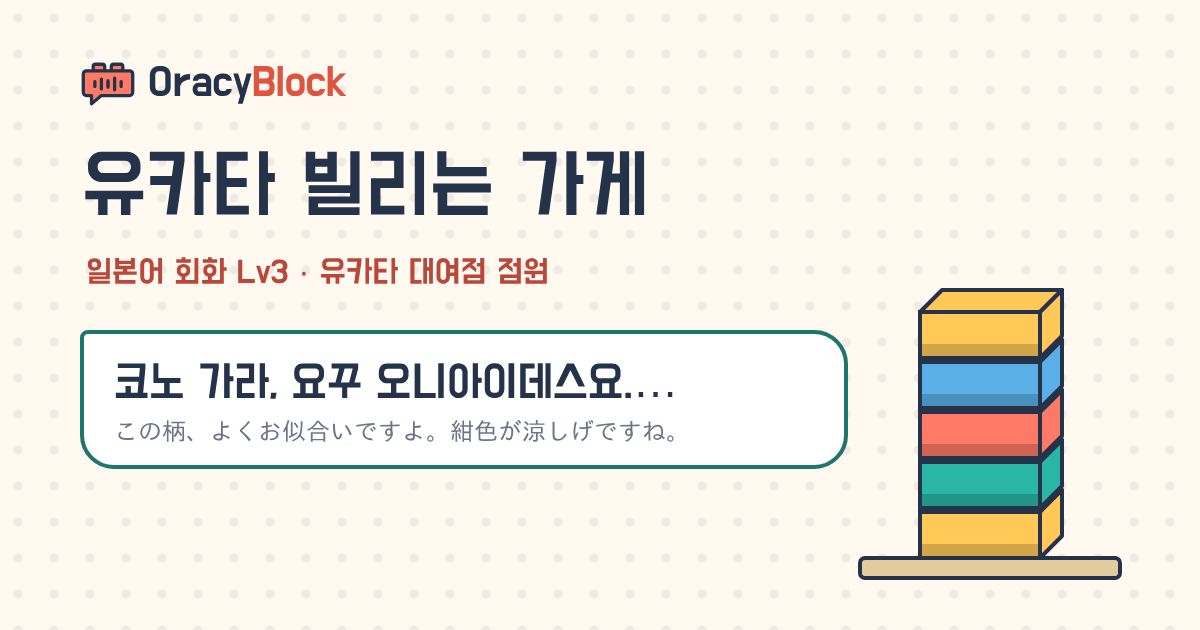 OracyBlock
유카타 빌리는 가게
일본어 회화 Lv3 · 유카타 대여점 점원
코노 가라, 요꾸 오니아이데스요....
この柄、よくお似合いですよ。紺色が涼しげですね。